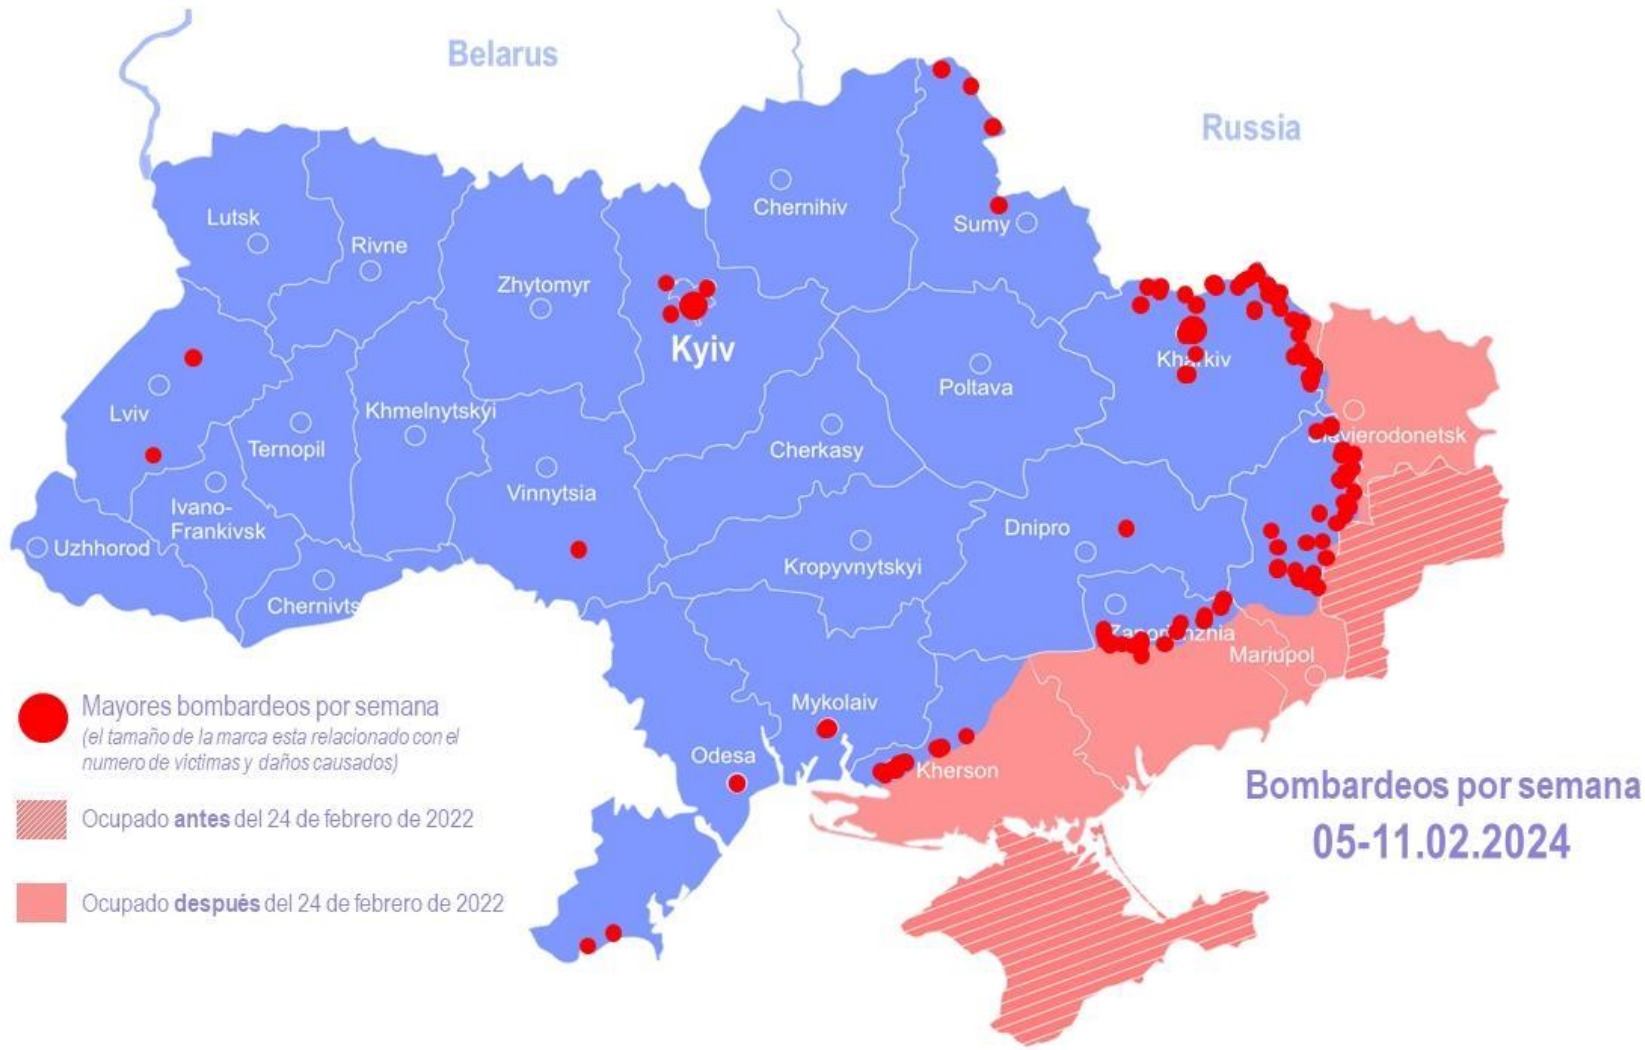 Belarus
Russia
Chernihiv
Sumy
Lutsk
Rivne
Zhytomyr
Kyiv
Kharkiv
Poltava
Lviv
Khmelnytskyi
Ternopil
Cherkasy
Sievierodonetsk
Vinnytsia
Ivano-
Frankivsk
Dnipro
Uzhhorod
Kropyvnytskyi
Chernivts
Zaporizhzhia
Mariupol
Mykolaiv
Odesa
Kherson
Mayores bombardeos por semana
(el tamaño de la marca esta relacionado con el
numero de victimas y daños causados)
Ocupado antes del 24 de febrero de 2022
Ocupado después del 24 de febrero de 2022
Bombardeos por semana
05-11.02.2024